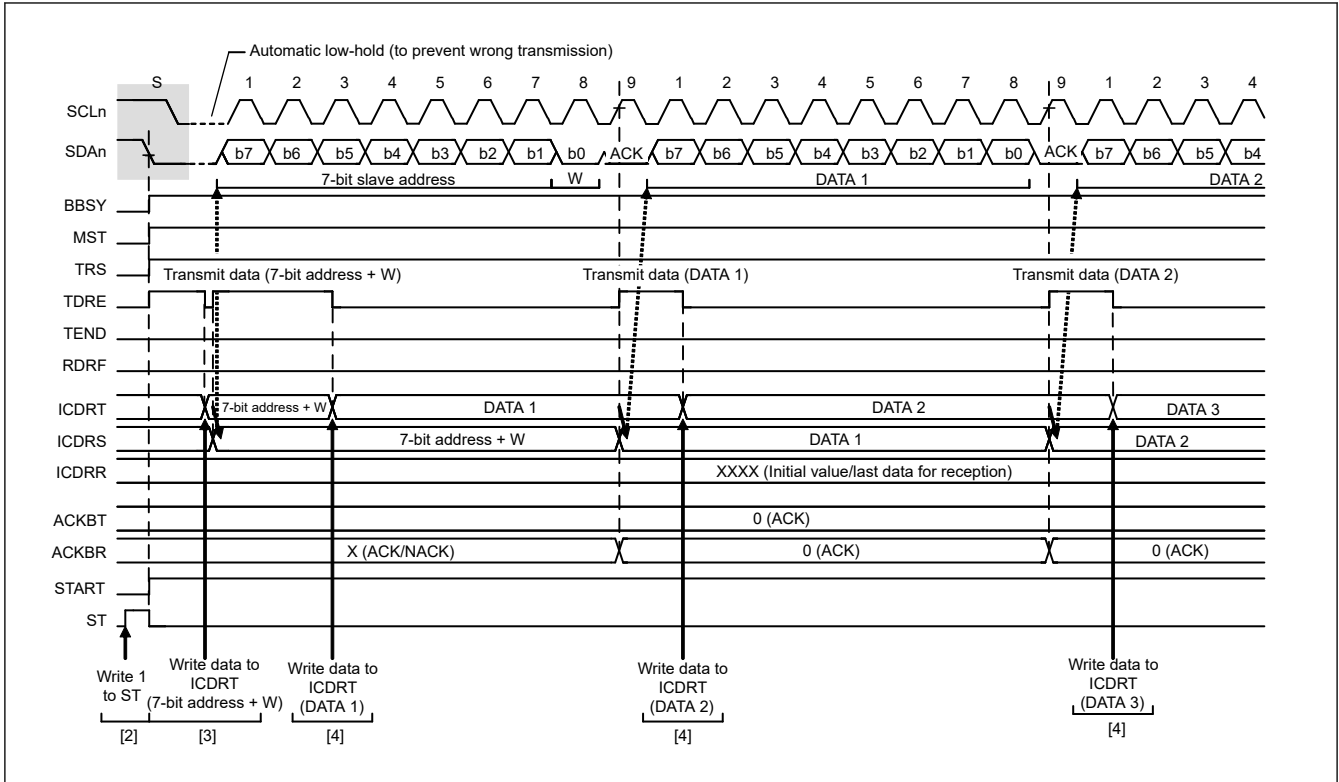 Automatic low-hold (to prevent wrong transmission)
S 1 2 3 4 5 6 7 8 9 1 2 3 4 5 6 7 8 9 1 2 3 4
SCLn
SDAn b7 b6 b5 b4 b3 b2 b1 b0 ACK b7 b6 b5 b4 b3 b2 b1 b0 ACK b7 b6 b5 b4
7-bit slave address W DATA 1 DATA 2
BBSY
MST
TRS
Transmit data (7-bit address + W) Transmit data (DATA 1) Transmit data (DATA 2)
TDRE
TEND
RDRF
ICDRT 7-bit address + W DATA 1 DATA 2 DATA 3
ICDRS 7-bit address + W DATA 1 DATA 2
ICDRR XXXX (Initial value/last data for reception)
ACKBT 0 (ACK)
ACKBR X (ACK/NACK) 0 (ACK) 0 (ACK)
START
ST
Write 1
to ST
[2]
Write data to
ICDRT
(7-bit address + W)
[3]
Write data to
ICDRT
(DATA 1)
[4]
Write data to
ICDRT
(DATA 2)
[4]
Write data to
ICDRT
(DATA 3)
[4]